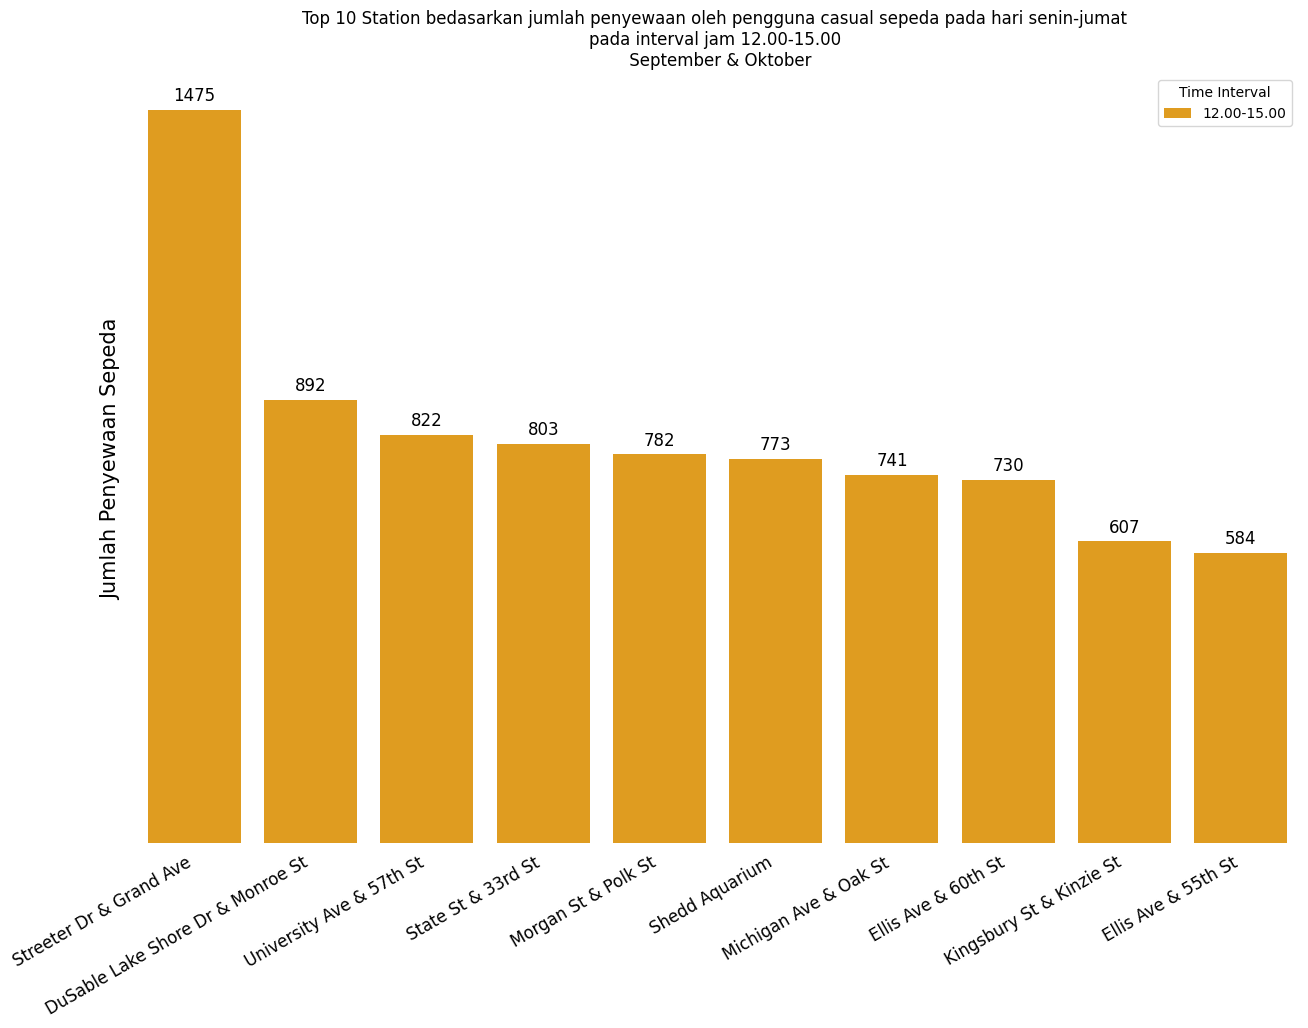 Top 10 Station bedasarkan jumlah penyewaan oleh pengguna casual sepeda pada hari senin-jumat
pada interval jam 12.00-15.00
September & Oktober
Time Interval
12.00-15.00
Jumlah Penyewaan Sepeda
1475
892
822
803
782
773
741
730
607
584
Streeter Dr & Grand Ave
DuSable Lake Shore Dr & Monroe St
University Ave & 57th St
State St & 33rd St
Morgan St & Polk St
Shedd Aquarium
Michigan Ave & Oak St
Ellis Ave & 60th St
Kingsbury St & Kinzie St
Ellis Ave & 55th St